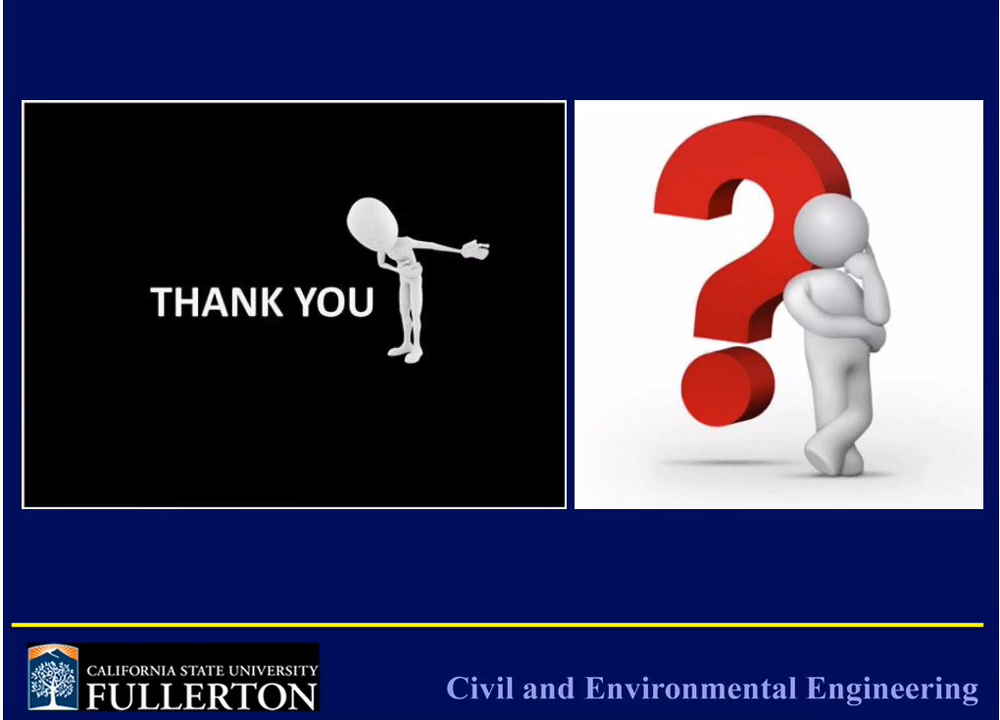 THANK YOU
?
CALIFORNIA STATE UNIVERSITY
FULLERTON
Civil and Environmental Engineering